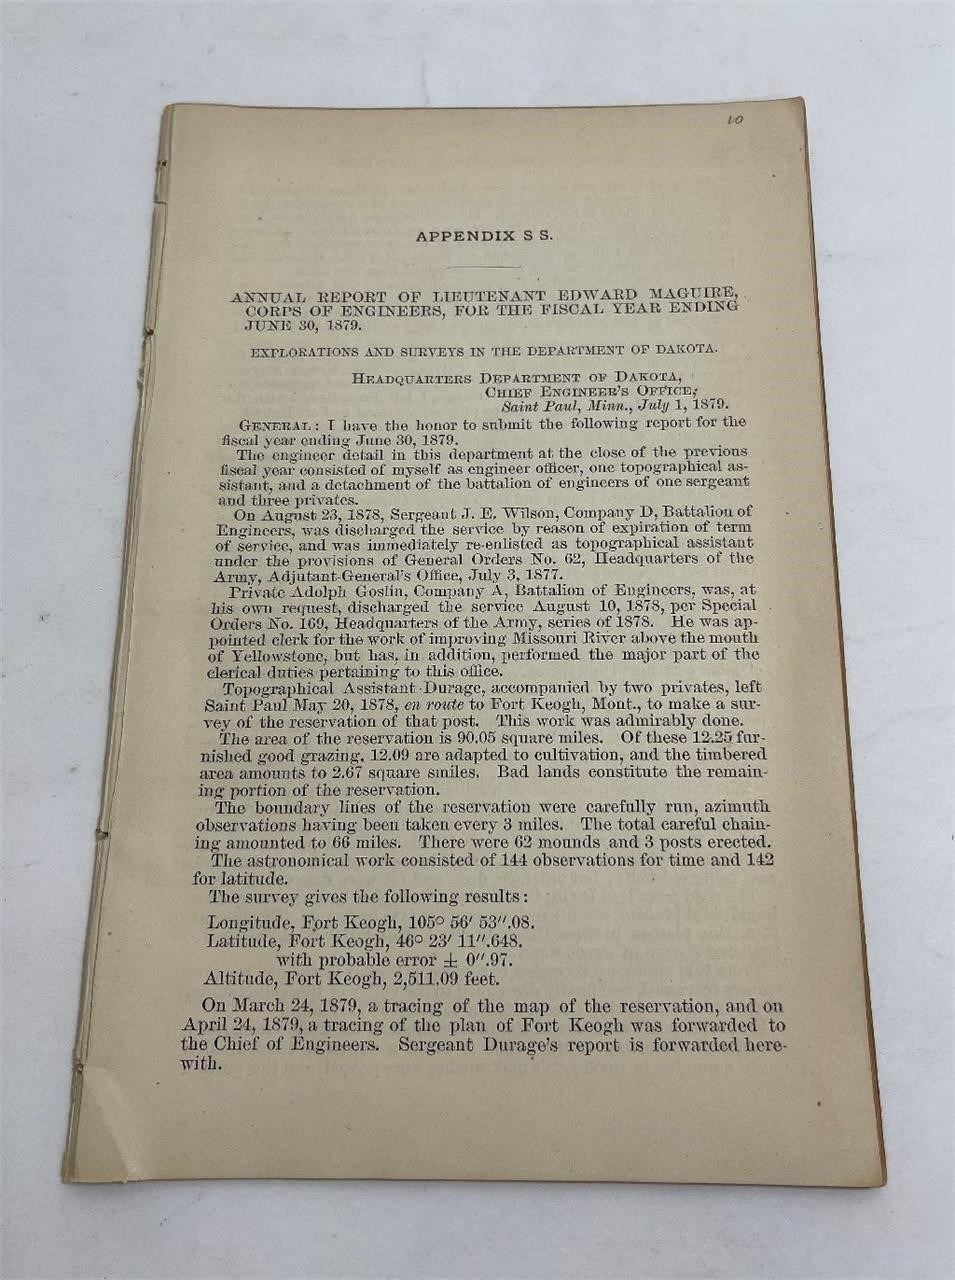 10
APPENDIX S S.
ANNUAL REPORT OF LIEUTENANT EDWARD MAGUIRE,
CORPS OF ENGINEERS, FOR THE FISCAL YEAR ENDING
JUNE 30, 1879.
EXPLORATIONS AND SURVEYS IN THE DEPARTMENT OF DAKOTA.
HEADQUARTERS DEPARTMENT OF DAKOTA,
CHIEF ENGINEER'S OFFICE,
Saint Paul, Minn., July 1, 1879.
GENERAL: I have the honor to submit the following report for the
fiscal year ending June 30, 1879.
The engineer detail in this department at the close of the previous
fiscal year consisted of myself as engineer officer, one topographical as-
sistant, and a detachment of the battalion of engineers of one sergeant
and three privates.
On August 23, 1878, Sergeant J. E. Wilson, Company D, Battalion of
Engineers, was discharged the service by reason of expiration of term
of service, and was immediately re-enlisted as topographical assistant
under the provisions of General Orders No. 62, Headquarters of the
Army, Adjutant-General's Office, July 3, 1877.
Private Adolph Goslin, Company A, Battalion of Engineers, was, at
his own request, discharged the service August 10, 1878, per Special
Orders No. 169, Headquarters of the Army, series of 1878. He was ap-
pointed clerk for the work of improving Missouri River above the mouth
of Yellowstone, but has, in addition, performed the major part of the
clerical duties pertaining to this office.
Topographical Assistant Durage, accompanied by two privates, left
Saint Paul May 20, 1878, en route to Fort Keogh, Mont., to make a sur-
vey of the reservation of that post. This work was admirably done.
The area of the reservation is 90.05 square miles. Of these 12.25 fur-
nished good grazing, 12.09 are adapted to cultivation, and the timbered
area amounts to 2.67 square smiles. Bad lands constitute the remain-
ing portion of the reservation.
The boundary lines of the reservation were carefully run, azimuth
observations having been taken every 3 miles. The total careful chain-
ing amounted to 66 miles. There were 62 mounds and 3 posts erected.
The astronomical work consisted of 144 observations for time and 142
for latitude.
The survey gives the following results:
Longitude, Fort Keogh, 105° 56′ 53″.08.
Latitude, Fort Keogh, 46° 23′ 11″.648.
with probable error ± 0″.97.
Altitude, Fort Keogh, 2,511.09 feet.
On March 24, 1879, a tracing of the map of the reservation, and on
April 24, 1879, a tracing of the plan of Fort Keogh was forwarded to
the Chief of Engineers. Sergeant Durage's report is forwarded here-
with.